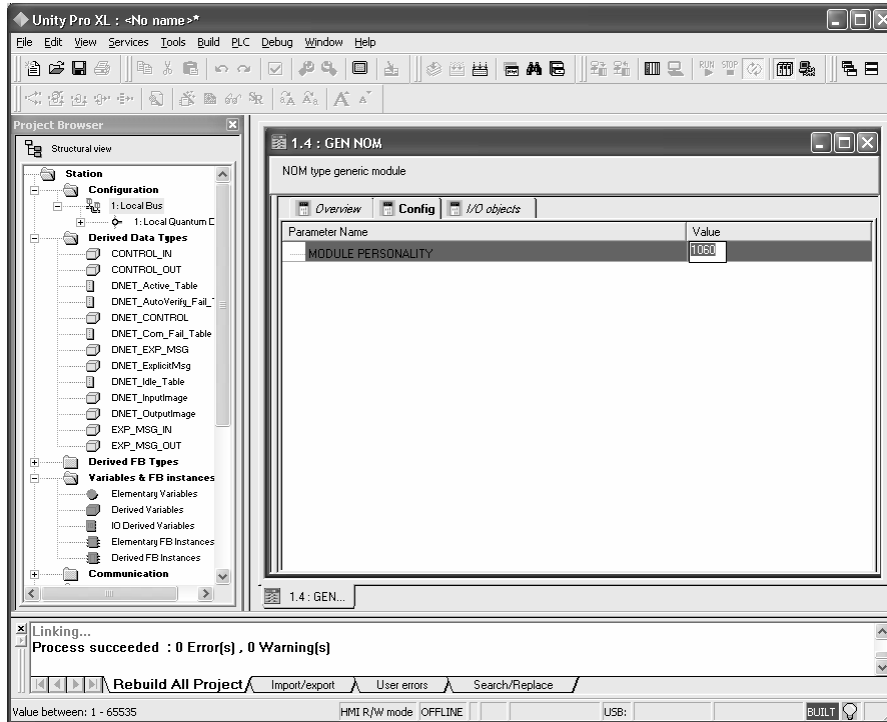 Unity Pro XL : <No name>*
File Edit View Services Tools Build PLC Debug Window Help
RUN STOP
Project Browser
Structural view
Station
Configuration
1: Local Bus
1: Local Quantum
Derived Data Types
CONTROL_IN
CONTROL_OUT
DNET_Active_Table
DNET_AutoVerify_Fail_
DNET_CONTROL
DNET_Com_Fail_Table
DNET_EXP_MSG
DNET_ExplicitMsg
DNET_Idle_Table
DNET_InputImage
DNET_OutputImage
EXP_MSG_IN
EXP_MSG_OUT
Derived FB Types
Variables & FB instances
Elementary Variables
Derived Variables
IO Derived Variables
Elementary FB Instances
Derived FB Instances
Communication
1.4 : GEN NOM
NOM type generic module
Overview Config I/O objects
Parameter Name Value
MODULE PERSONALITY 1060
1.4 : GEN...
Linking...
Process succeeded : 0 Error(s) , 0 Warning(s)
Rebuild All Project Import/export User errors Search/Replace
Value between: 1 - 65535 HMI R/W mode OFFLINE USB: BUILT